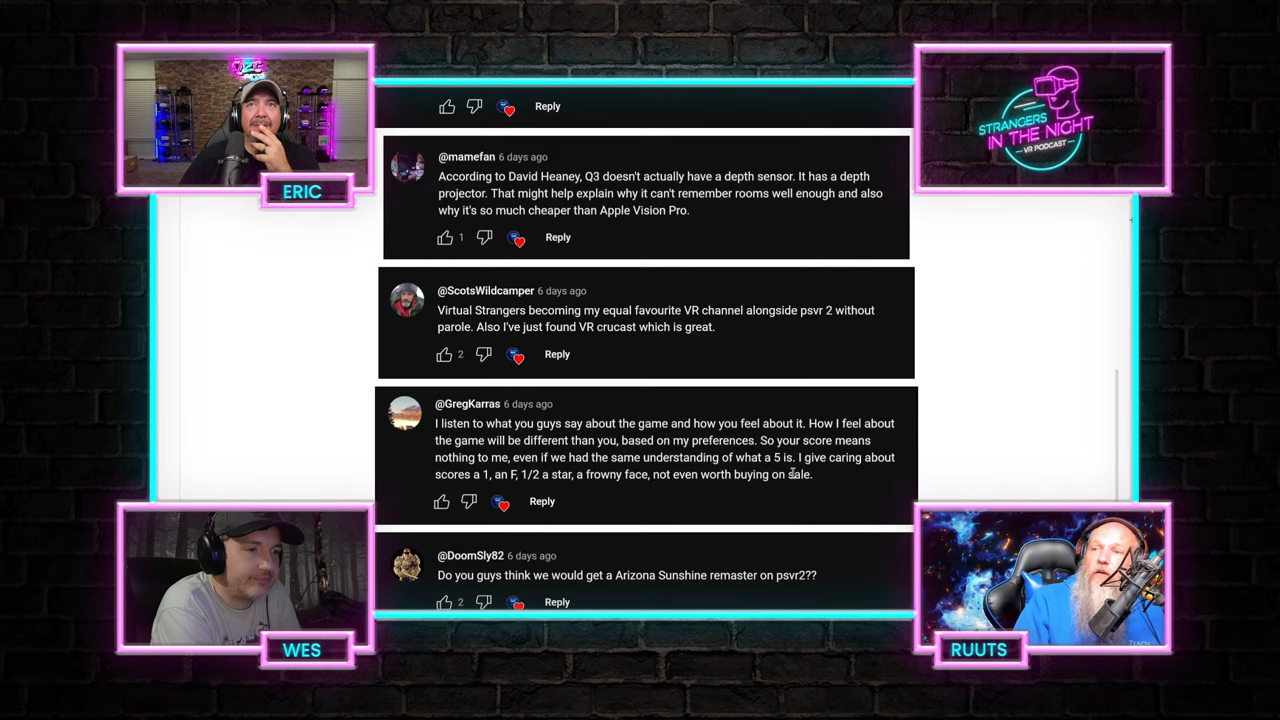 ERIC
STRANGERS
IN THE NIGHT
VR PODCAST
Reply
@mamefan 6 days ago
According to David Heaney, Q3 doesn't actually have a depth sensor. It has a depth
projector. That might help explain why it can't remember rooms well enough and also
why it's so much cheaper than Apple Vision Pro.
1 Reply
@ScotsWildcamper 6 days ago
Virtual Strangers becoming my equal favourite VR channel alongside psvr 2 without
parole. Also I've just found VR crucast which is great.
2 Reply
@GregKarras 6 days ago
I listen to what you guys say about the game and how you feel about it. How I feel about
the game will be different than you, based on my preferences. So your score means
nothing to me, even if we had the same understanding of what a 5 is. I give caring about
scores a 1, an F, 1/2 a star, a frowny face, not even worth buying on sale.
Reply
@DoomSly82 6 days ago
Do you guys think we would get a Arizona Sunshine remaster on psvr2??
2 Reply
WES
RUUTS